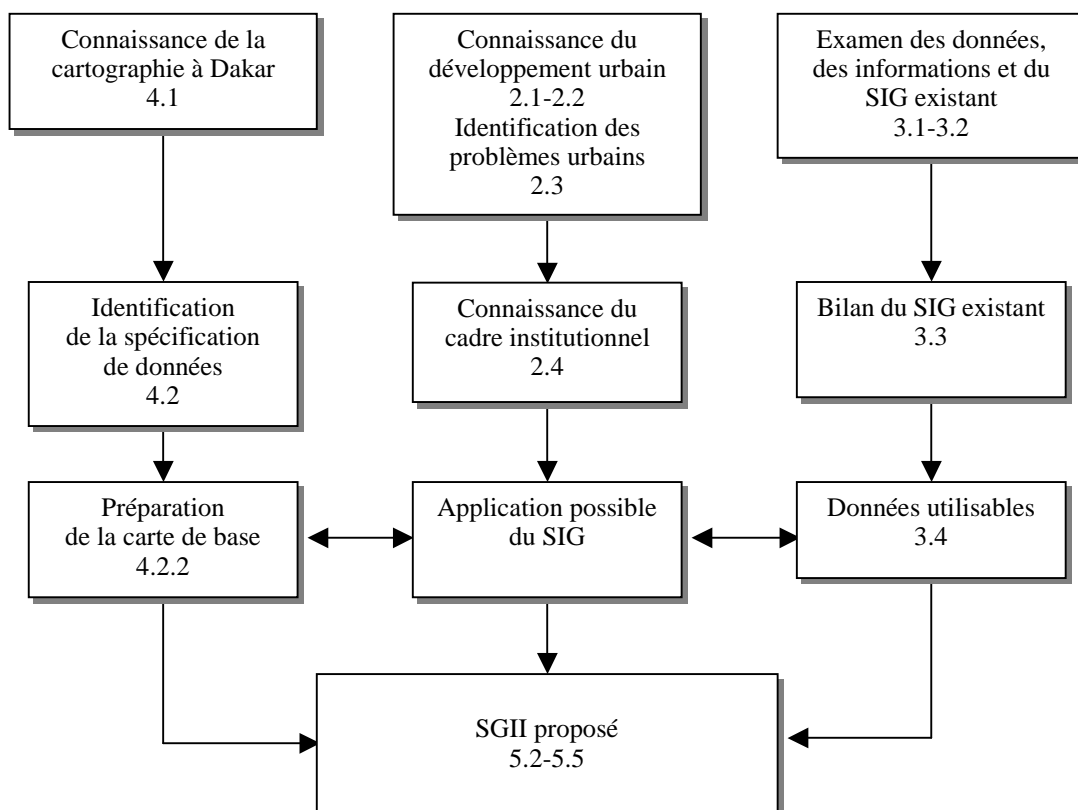 Connaissance de la
cartographie à Dakar
4.1
Connaissance du
développement urbain
2.1-2.2
Identification des
problèmes urbains
2.3
Examen des données,
des informations et du
SIG existant
3.1-3.2
Identification
de la spécification
de données
4.2
Connaissance du
cadre institutionnel
2.4
Bilan du SIG existant
3.3
Préparation
de la carte de base
4.2.2
Application possible
du SIG
Données utilisables
3.4
SGII proposé
5.2-5.5